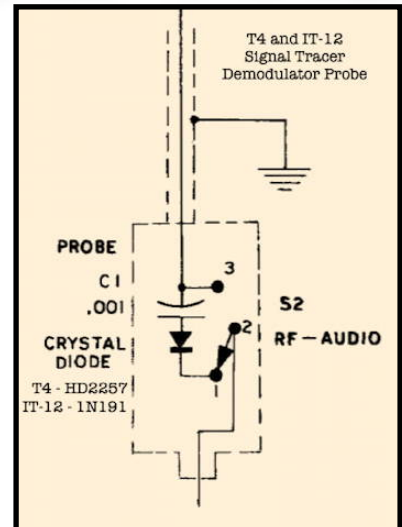 T4 and IT-12
Signal Tracer
Demodulator Probe
PROBE
C1
.001
3
S2
2
RF-AUDIO
CRYSTAL
DIODE
T4 - HD2257
IT-12 - 1N191
1